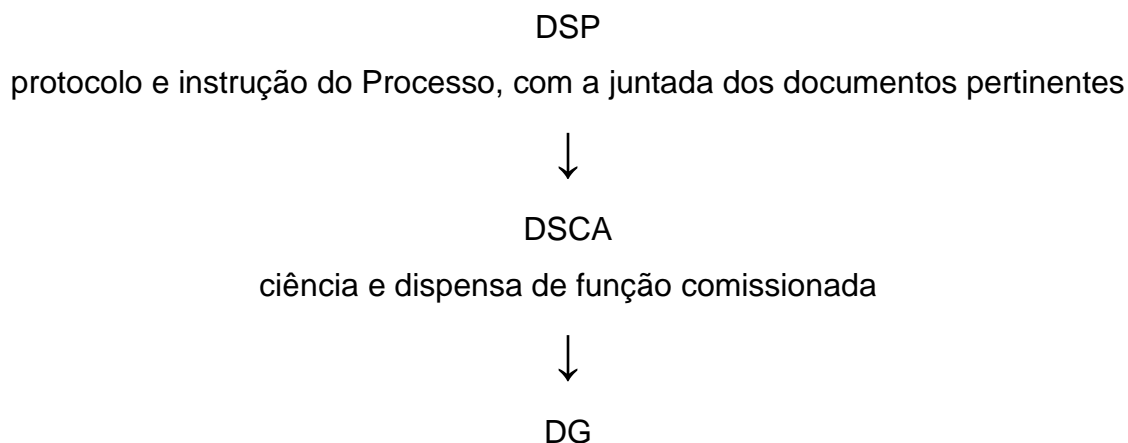 DSP
protocolo e instrução do Processo, com a juntada dos documentos pertinentes
↓
DSCA
ciência e dispensa de função comissionada
↓
DG